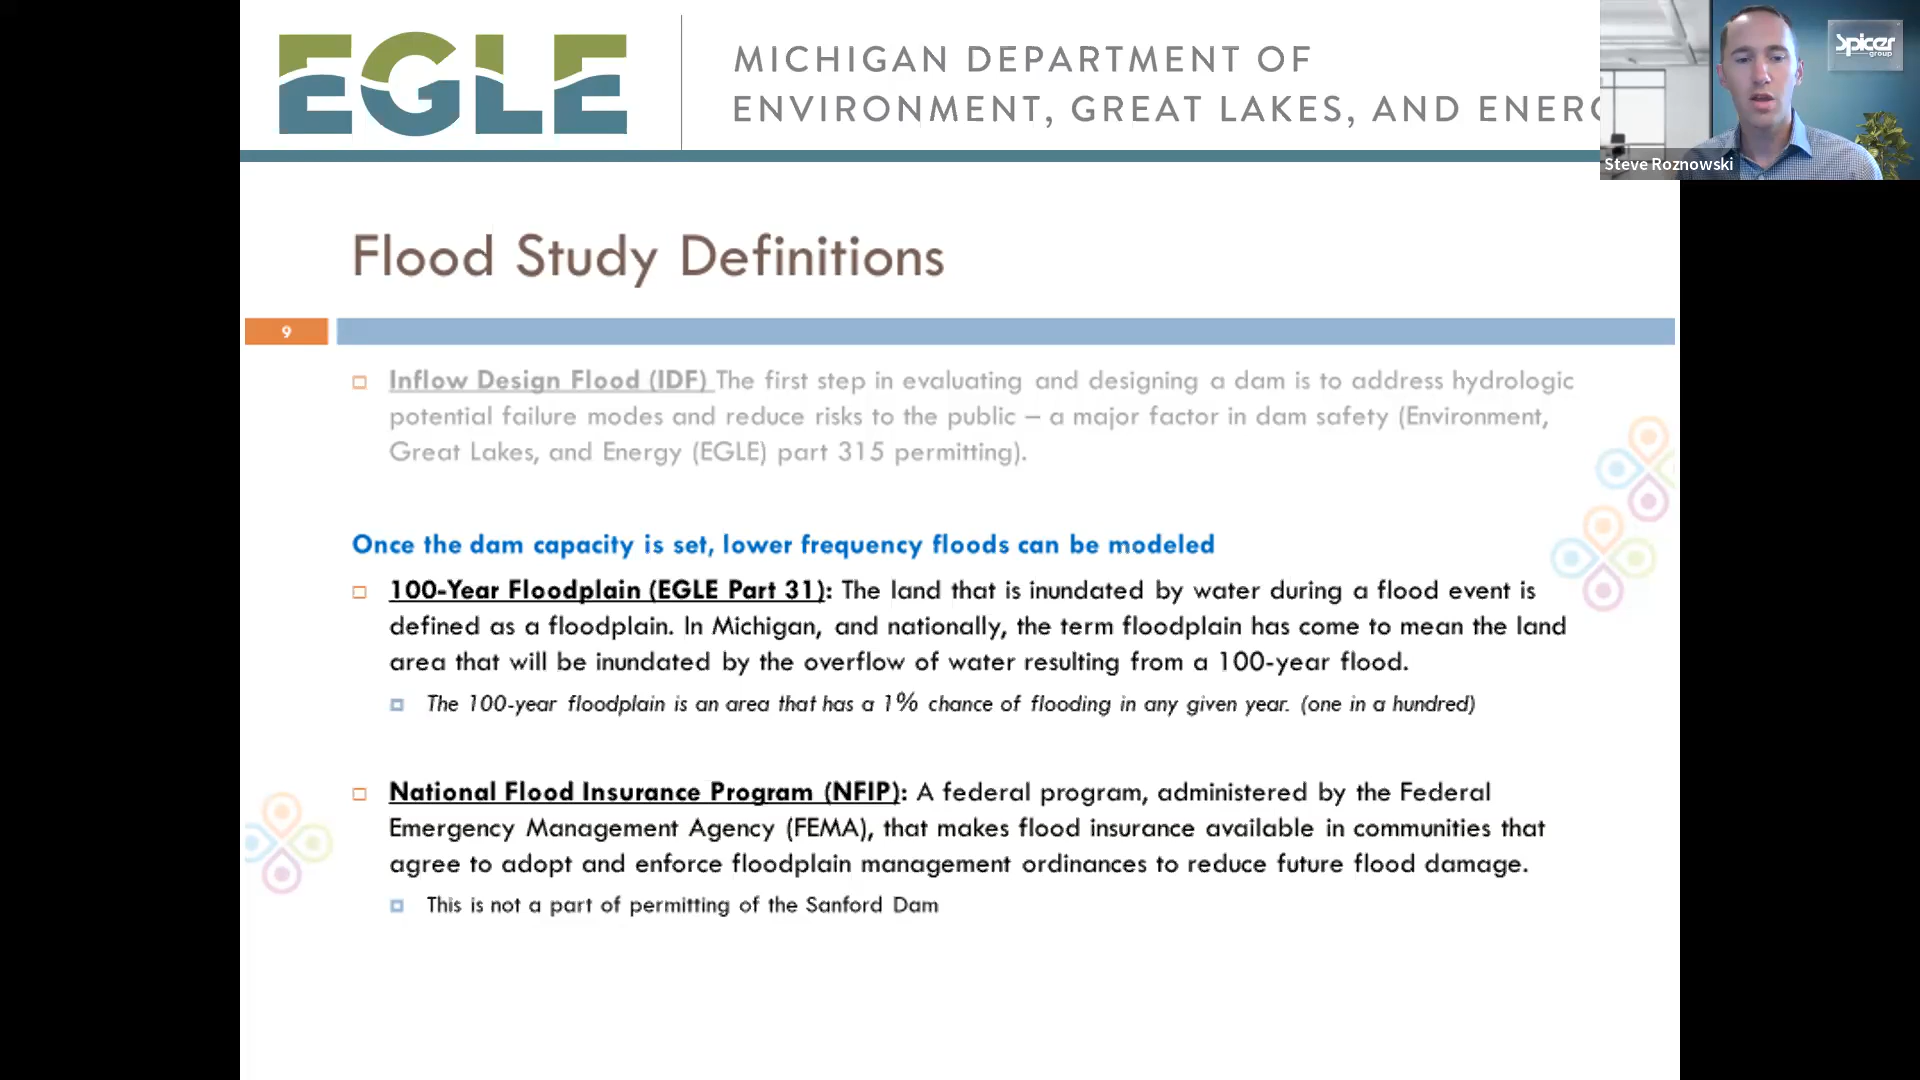 EGLE
MICHIGAN DEPARTMENT OF
ENVIRONMENT, GREAT LAKES, AND ENERG
Spicer
group
Steve Roznowski
Flood Study Definitions
9
Inflow Design Flood (IDF) The first step in evaluating and designing a dam is to address hydrologic
potential failure modes and reduce risks to the public – a major factor in dam safety (Environment,
Great Lakes, and Energy (EGLE) part 315 permitting).
Once the dam capacity is set, lower frequency floods can be modeled
100-Year Floodplain (EGLE Part 31): The land that is inundated by water during a flood event is
defined as a floodplain. In Michigan, and nationally, the term floodplain has come to mean the land
area that will be inundated by the overflow of water resulting from a 100-year flood.
The 100-year floodplain is an area that has a 1% chance of flooding in any given year. (one in a hundred)
National Flood Insurance Program (NFIP): A federal program, administered by the Federal
Emergency Management Agency (FEMA), that makes flood insurance available in communities that
agree to adopt and enforce floodplain management ordinances to reduce future flood damage.
This is not a part of permitting of the Sanford Dam